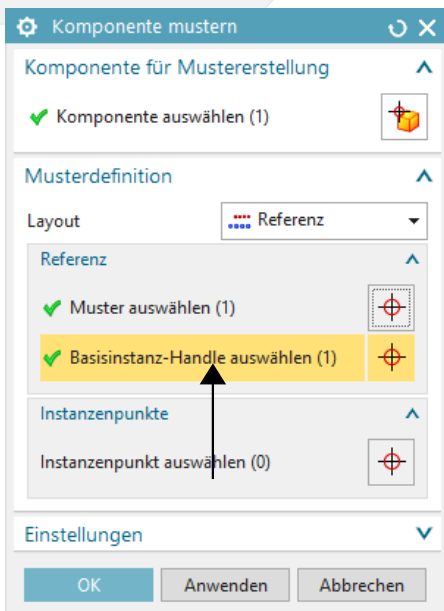 Komponente mustern
Komponente für Mustererstellung
Komponente auswählen (1)
Musterdefinition
Layout Referenz
Referenz
Muster auswählen (1)
Basisinstanz-Handle auswählen (1)
Instanzenpunkte
Instanzenpunkt auswählen (0)
Einstellungen
OK Anwenden Abbrechen